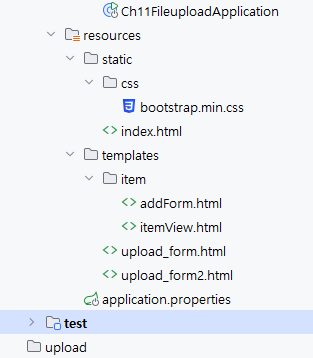 Ch11FileuploadApplication
resources
static
css
bootstrap.min.css
index.html
templates
item
addForm.html
itemView.html
upload_form.html
upload_form2.html
application.properties
test
upload